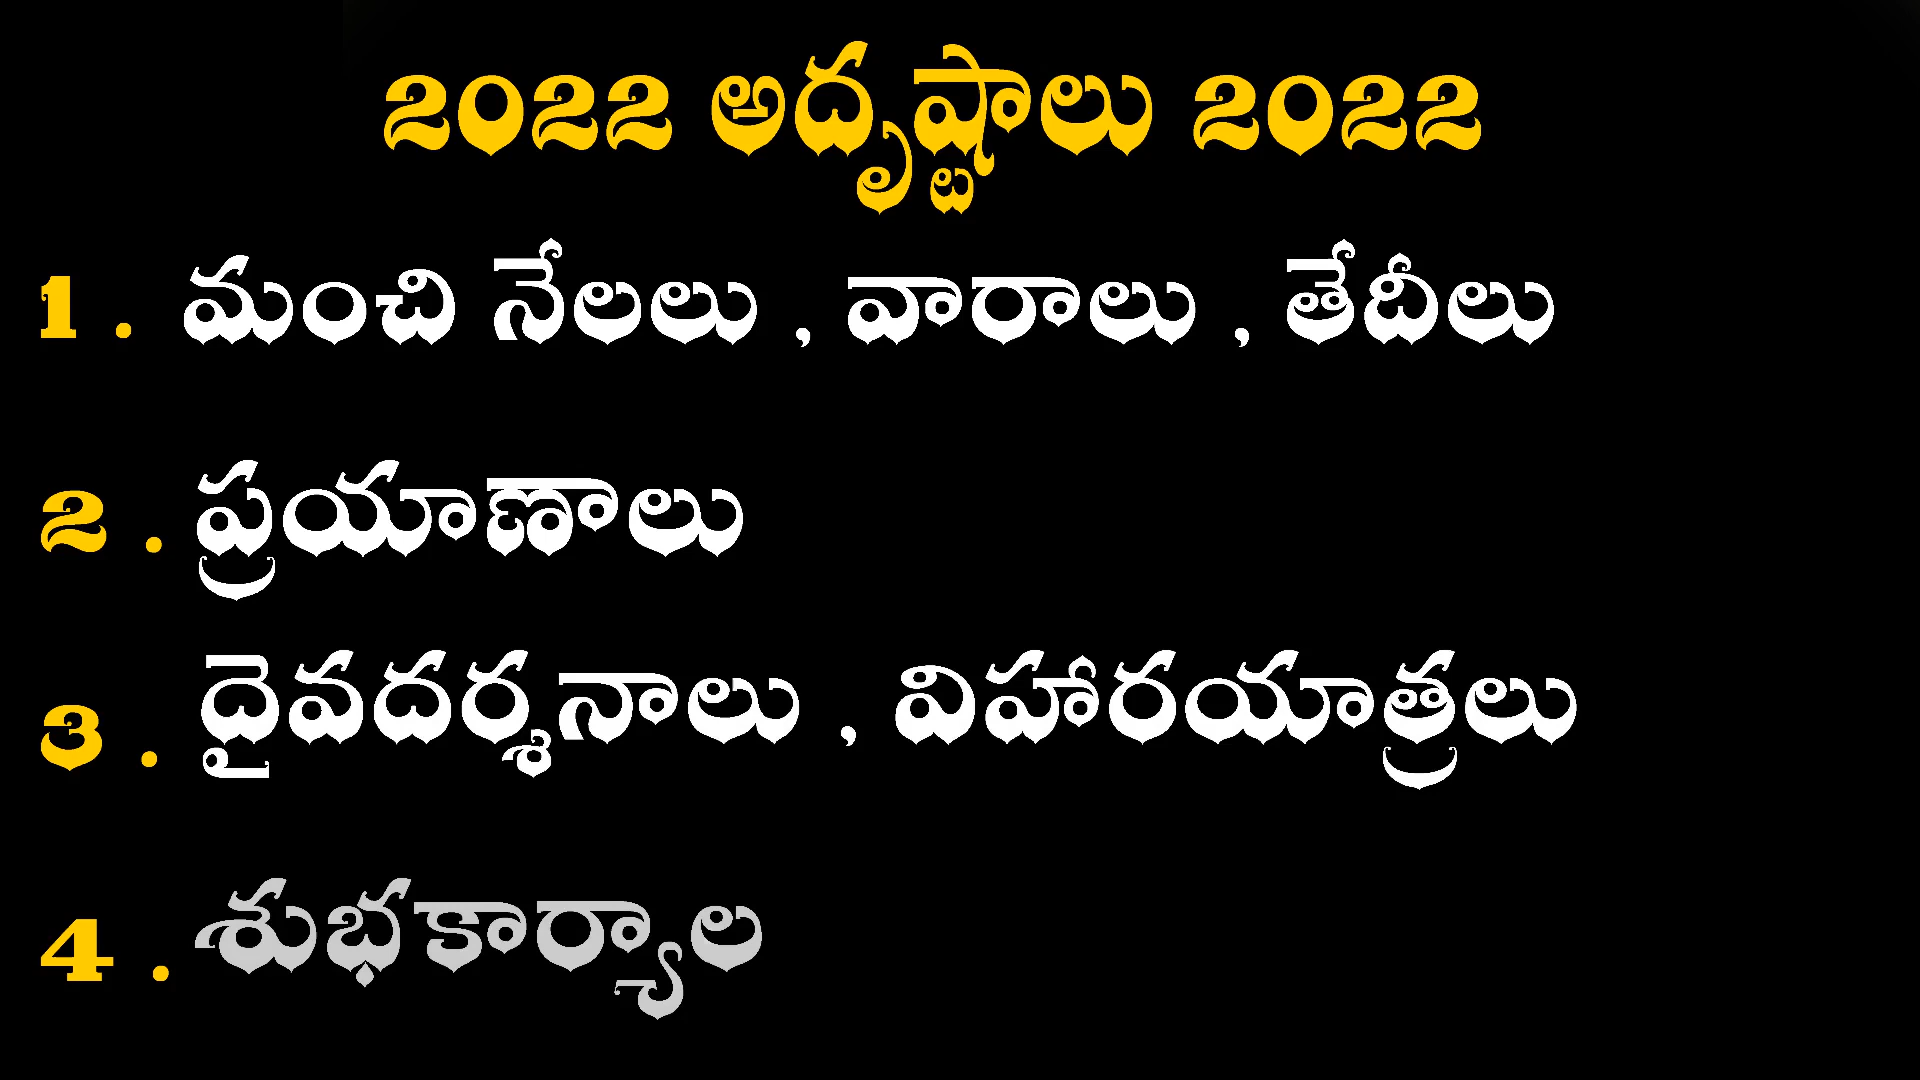 2022 అదృష్టాలు 2022
1 . మంచి నేలలు , వారాలు , తేదీలు
2 . ప్రయాణాలు
3 . దైవదర్శనాలు , విహారయాత్రలు
4 . శుభకార్యాల